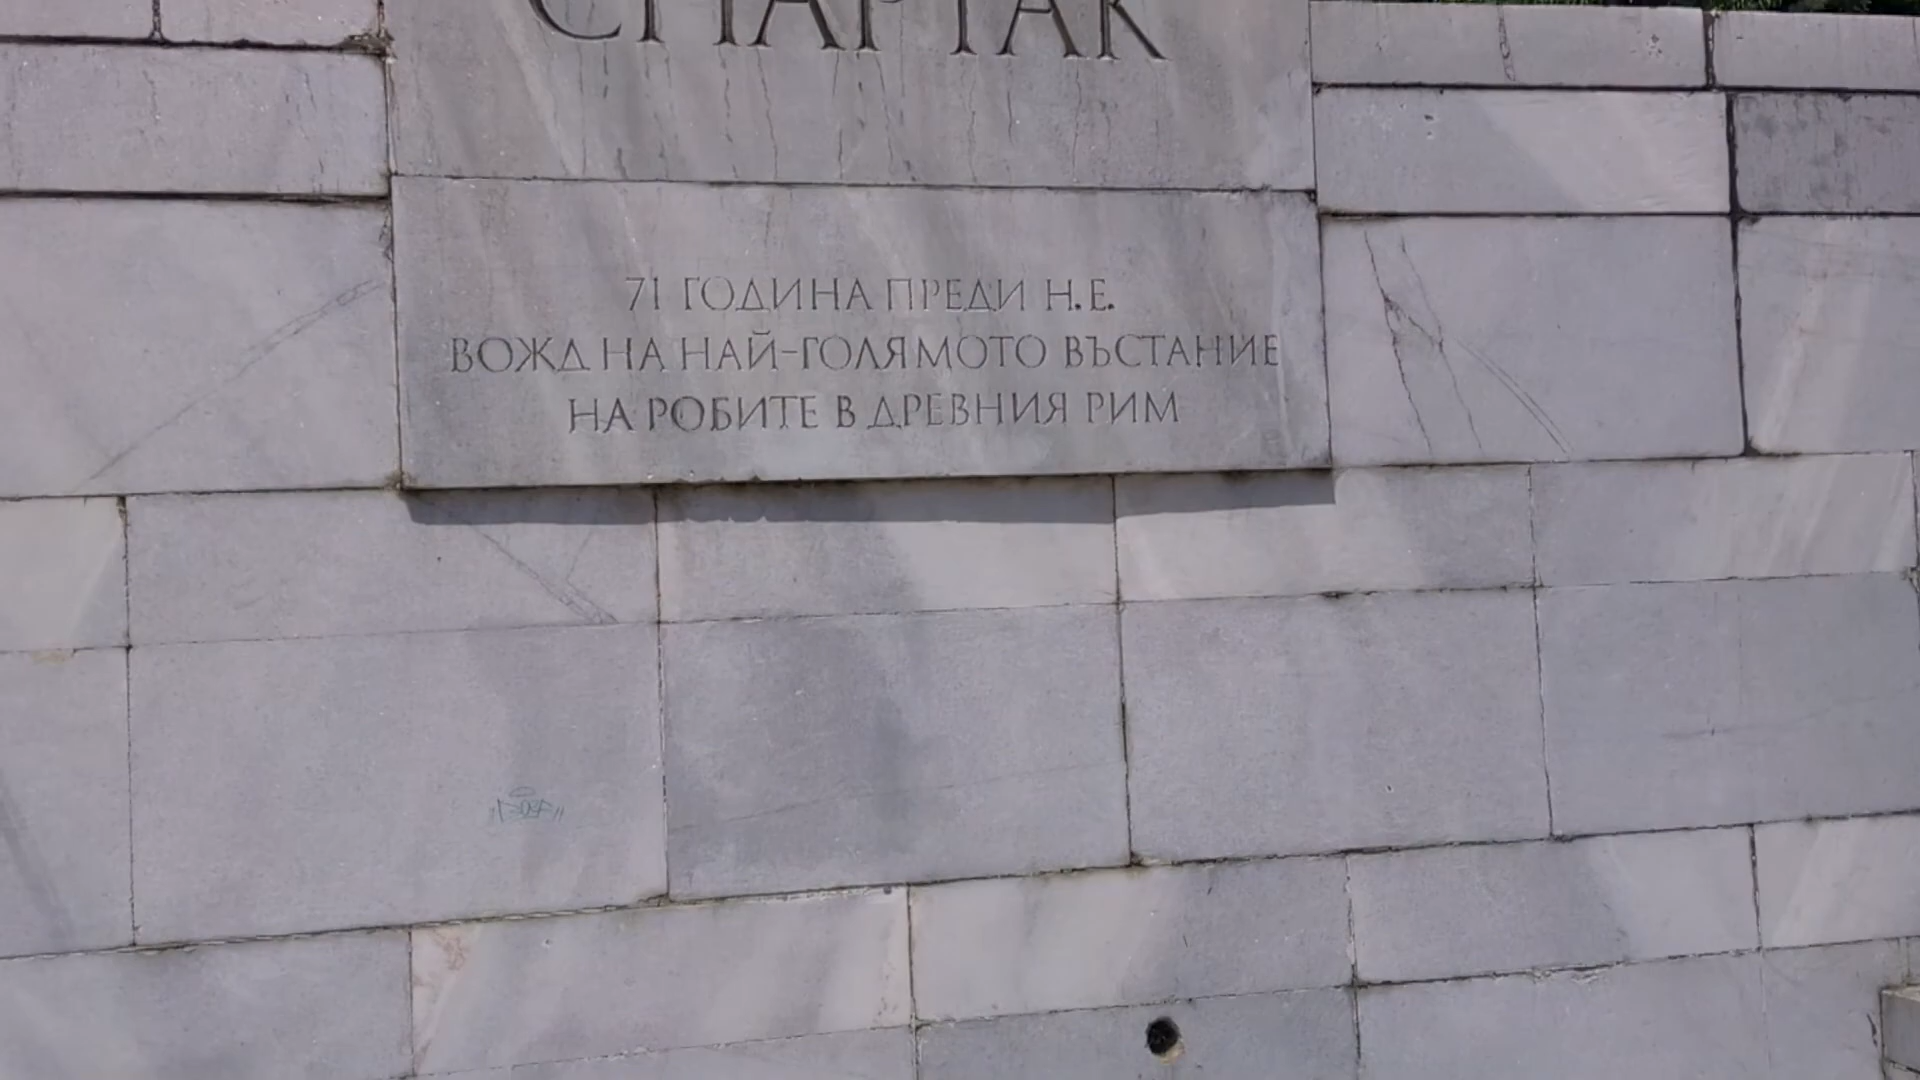 СПАРТАК
71 ГОДИНА ПРЕДИ Н.Е.
ВОЖД НА НАЙ-ГОЛЯМОТО ВЪСТАНИЕ
НА РОБИТЕ В ДРЕВНИЯ РИМ